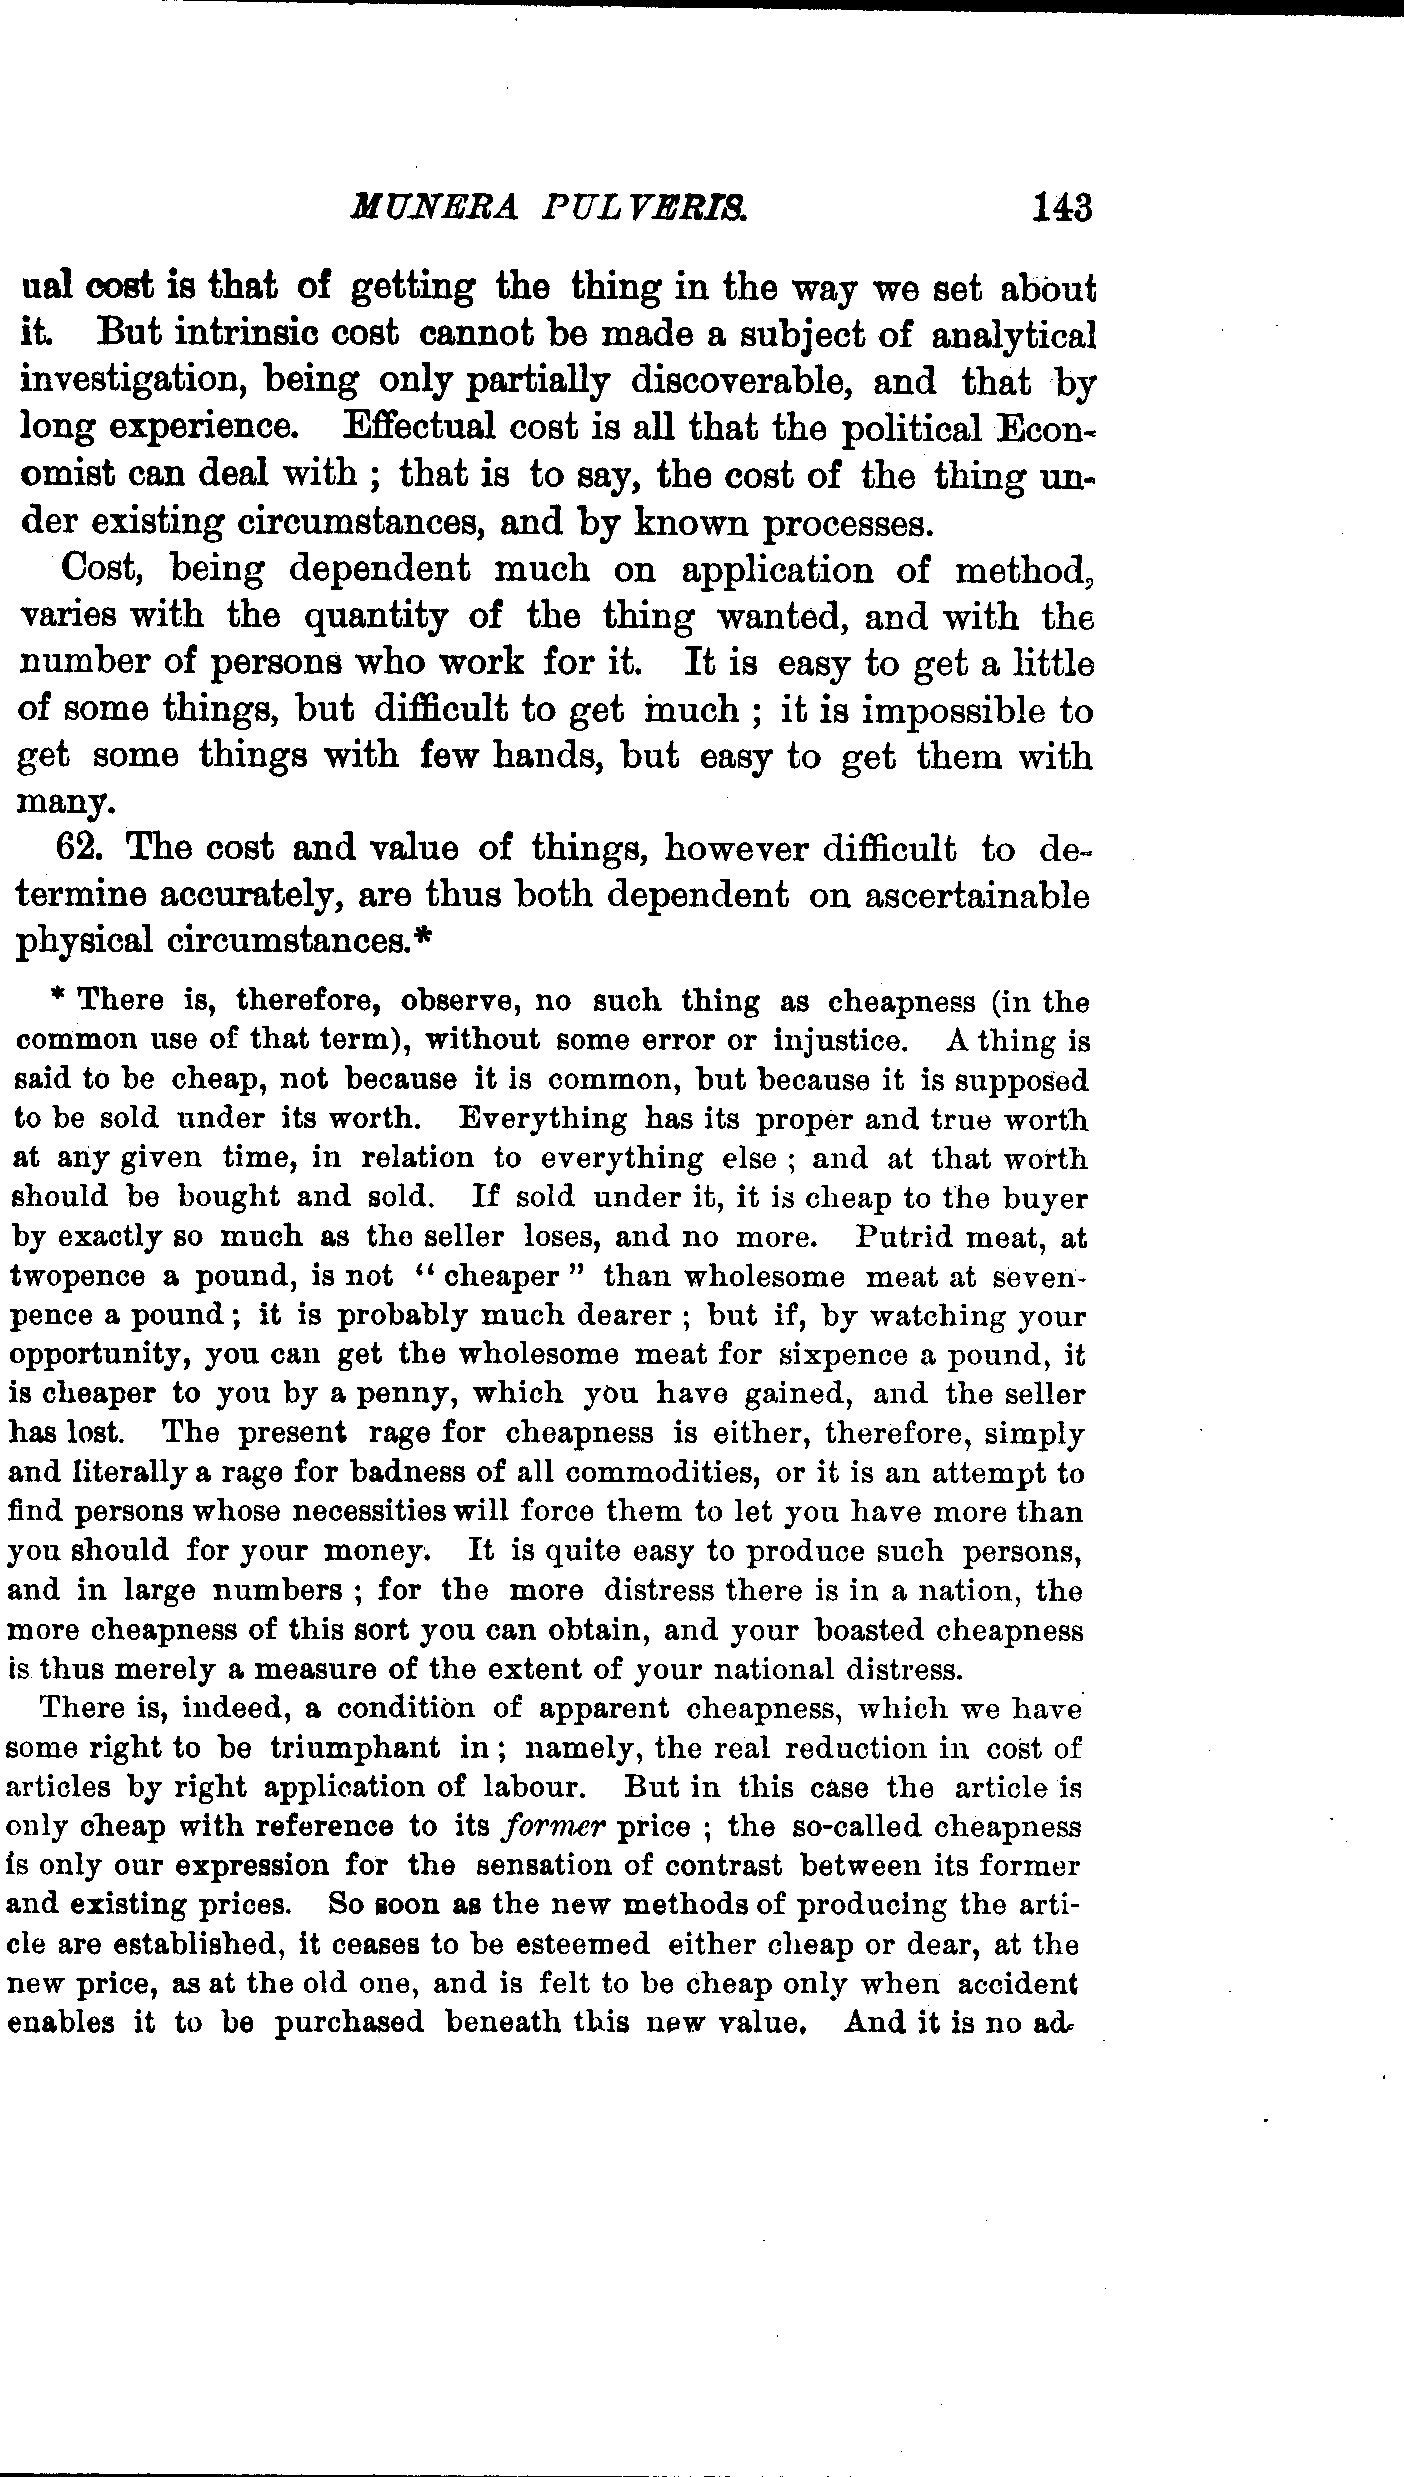 MUNERA PULVERIS. 143
ual cost is that of getting the thing in the way we set about
it. But intrinsic cost cannot be made a subject of analytical
investigation, being only partially discoverable, and that by
long experience. Effectual cost is all that the political Econ-
omist can deal with ; that is to say, the cost of the thing un-
der existing circumstances, and by known processes.
Cost, being dependent much on application of method,
varies with the quantity of the thing wanted, and with the
number of persons who work for it. It is easy to get a little
of some things, but difficult to get much ; it is impossible to
get some things with few hands, but easy to get them with
many.
62. The cost and value of things, however difficult to de-
termine accurately, are thus both dependent on ascertainable
physical circumstances.*
* There is, therefore, observe, no such thing as cheapness (in the
common use of that term), without some error or injustice. A thing is
said to be cheap, not because it is common, but because it is supposed
to be sold under its worth. Everything has its proper and true worth
at any given time, in relation to everything else ; and at that worth
should be bought and sold. If sold under it, it is cheap to the buyer
by exactly so much as the seller loses, and no more. Putrid meat, at
twopence a pound, is not “ cheaper ” than wholesome meat at seven-
pence a pound ; it is probably much dearer ; but if, by watching your
opportunity, you can get the wholesome meat for sixpence a pound, it
is cheaper to you by a penny, which you have gained, and the seller
has lost. The present rage for cheapness is either, therefore, simply
and literally a rage for badness of all commodities, or it is an attempt to
find persons whose necessities will force them to let you have more than
you should for your money. It is quite easy to produce such persons,
and in large numbers ; for the more distress there is in a nation, the
more cheapness of this sort you can obtain, and your boasted cheapness
is thus merely a measure of the extent of your national distress.
There is, indeed, a condition of apparent cheapness, which we have
some right to be triumphant in ; namely, the real reduction in cost of
articles by right application of labour. But in this case the article is
only cheap with reference to its former price ; the so-called cheapness
is only our expression for the sensation of contrast between its former
and existing prices. So soon as the new methods of producing the arti-
cle are established, it ceases to be esteemed either cheap or dear, at the
new price, as at the old one, and is felt to be cheap only when accident
enables it to be purchased beneath this new value. And it is no ad-